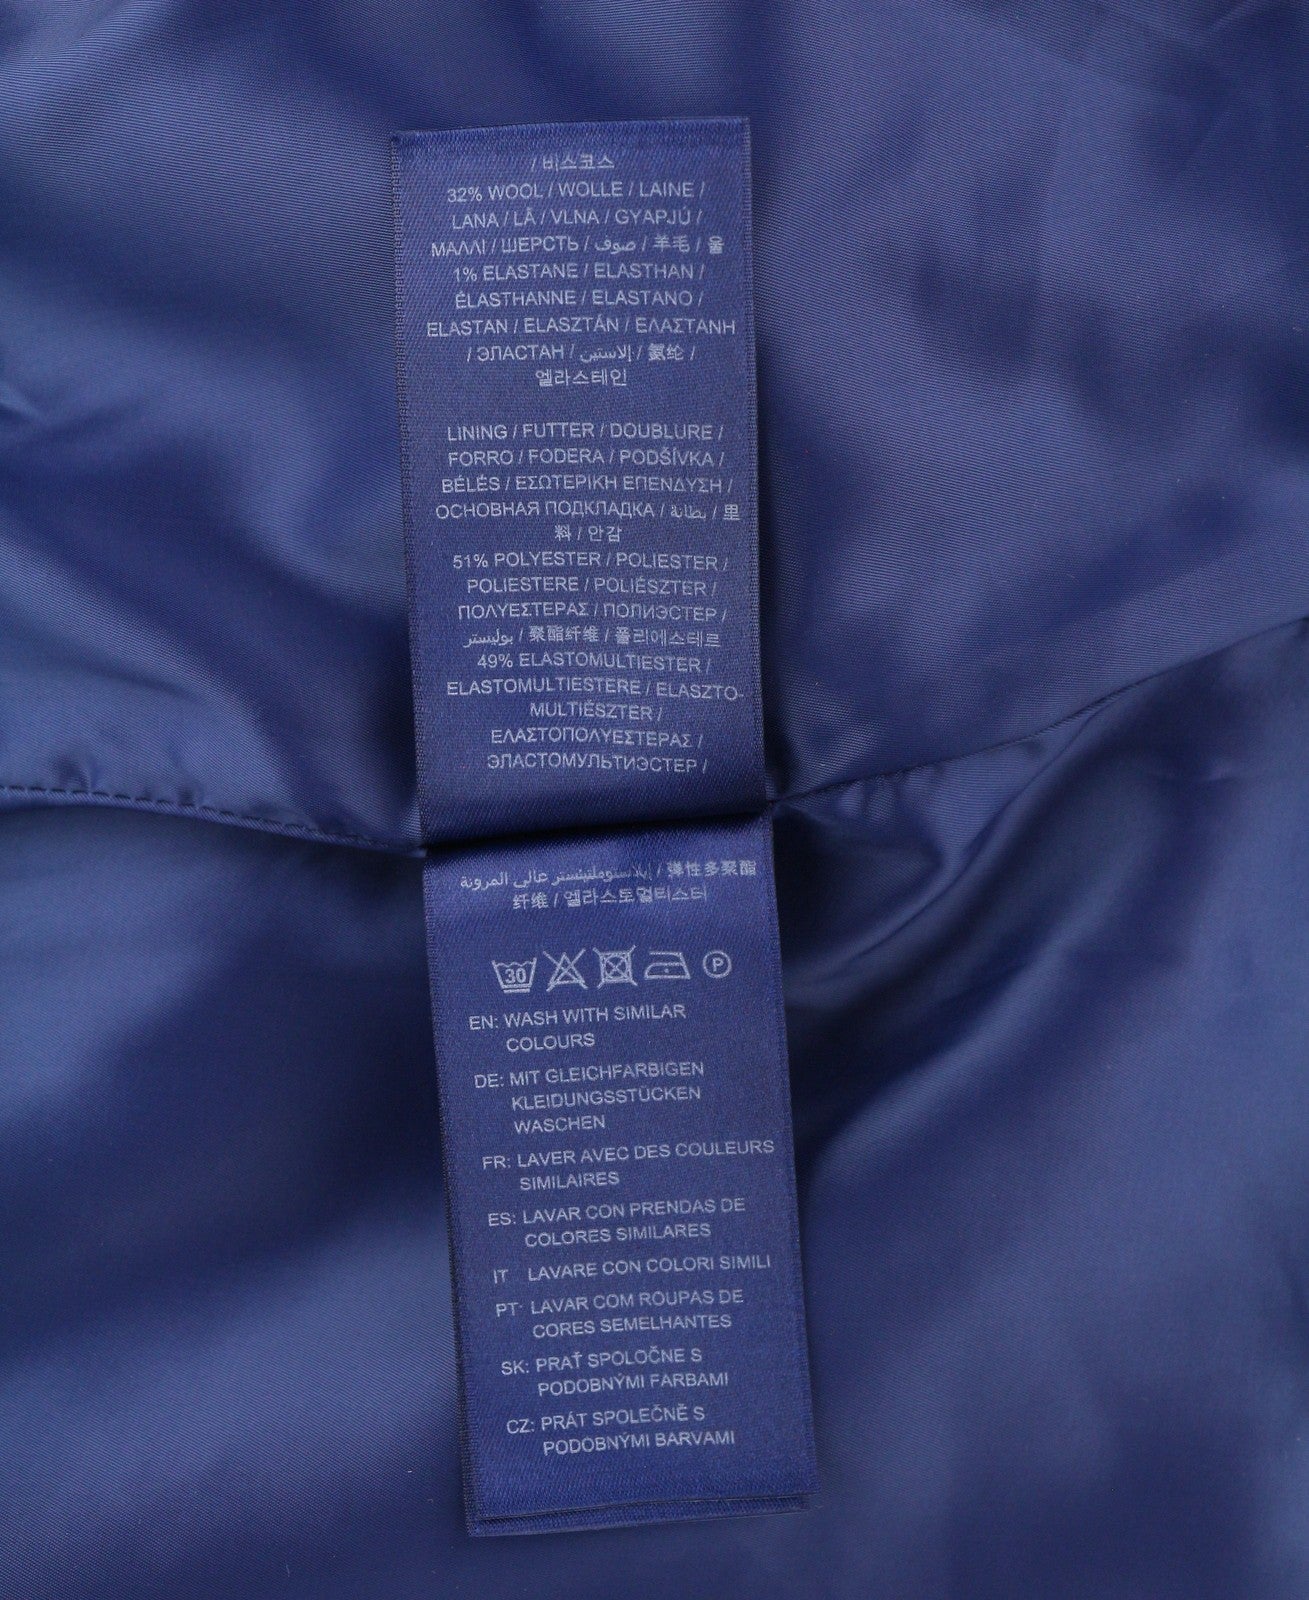 / 비스코스
32% WOOL / WOLLE / LAINE /
LANA / LÃ / VLNA / GYAPJÚ /
ΜΑΛΛΙ / ШЕРСТЬ / صوف / 羊毛 / 울
1% ELASTANE / ELASTHAN /
ÉLASTHANNE / ELASTANO /
ELASTAN / ELASZTÁN / ΕΛΑΣΤΑΝΗ
/ ЭЛАСТАН / إلاستين / 氨纶 /
엘라스테인
LINING / FUTTER / DOUBLURE /
FORRO / FODERA / PODŠÍVKA /
BÉLÉS / ΕΣΩΤΕΡΙΚΗ ΕΠΕΝΔΥΣΗ /
ОСНОВНАЯ ПОДКЛАДКА / بطانة / 里
料 / 안감
51% POLYESTER / POLIESTER /
POLIESTERE / POLIÉSZTER /
ΠΟΛΥΕΣΤΕΡΑΣ / ПОЛИЭСТЕР /
بوليستر / 聚酯纤维 / 폴리에스테르
49% ELASTOMULTIESTER /
ELASTOMULTIESTERE / ELASZTO-
MULTIÉSZTER /
ΕΛΑΣΤΟΠΟΛΥΕΣΤΕΡΑΣ /
ЭЛАСТОМУЛЬТИЭСТЕР /
إيلاستوملتيستر عالي المرونة / 弹性多聚酯
纤维 / 엘라스토멀티스터
30 P
EN: WASH WITH SIMILAR
COLOURS
DE: MIT GLEICHFARBIGEN
KLEIDUNGSSTÜCKEN
WASCHEN
FR: LAVER AVEC DES COULEURS
SIMILAIRES
ES: LAVAR CON PRENDAS DE
COLORES SIMILARES
IT LAVARE CON COLORI SIMILI
PT: LAVAR COM ROUPAS DE
CORES SEMELHANTES
SK: PRAŤ SPOLOČNE S
PODOBNÝMI FARBAMI
CZ: PRÁT SPOLEČNĚ S
PODOBNÝMI BARVAMI